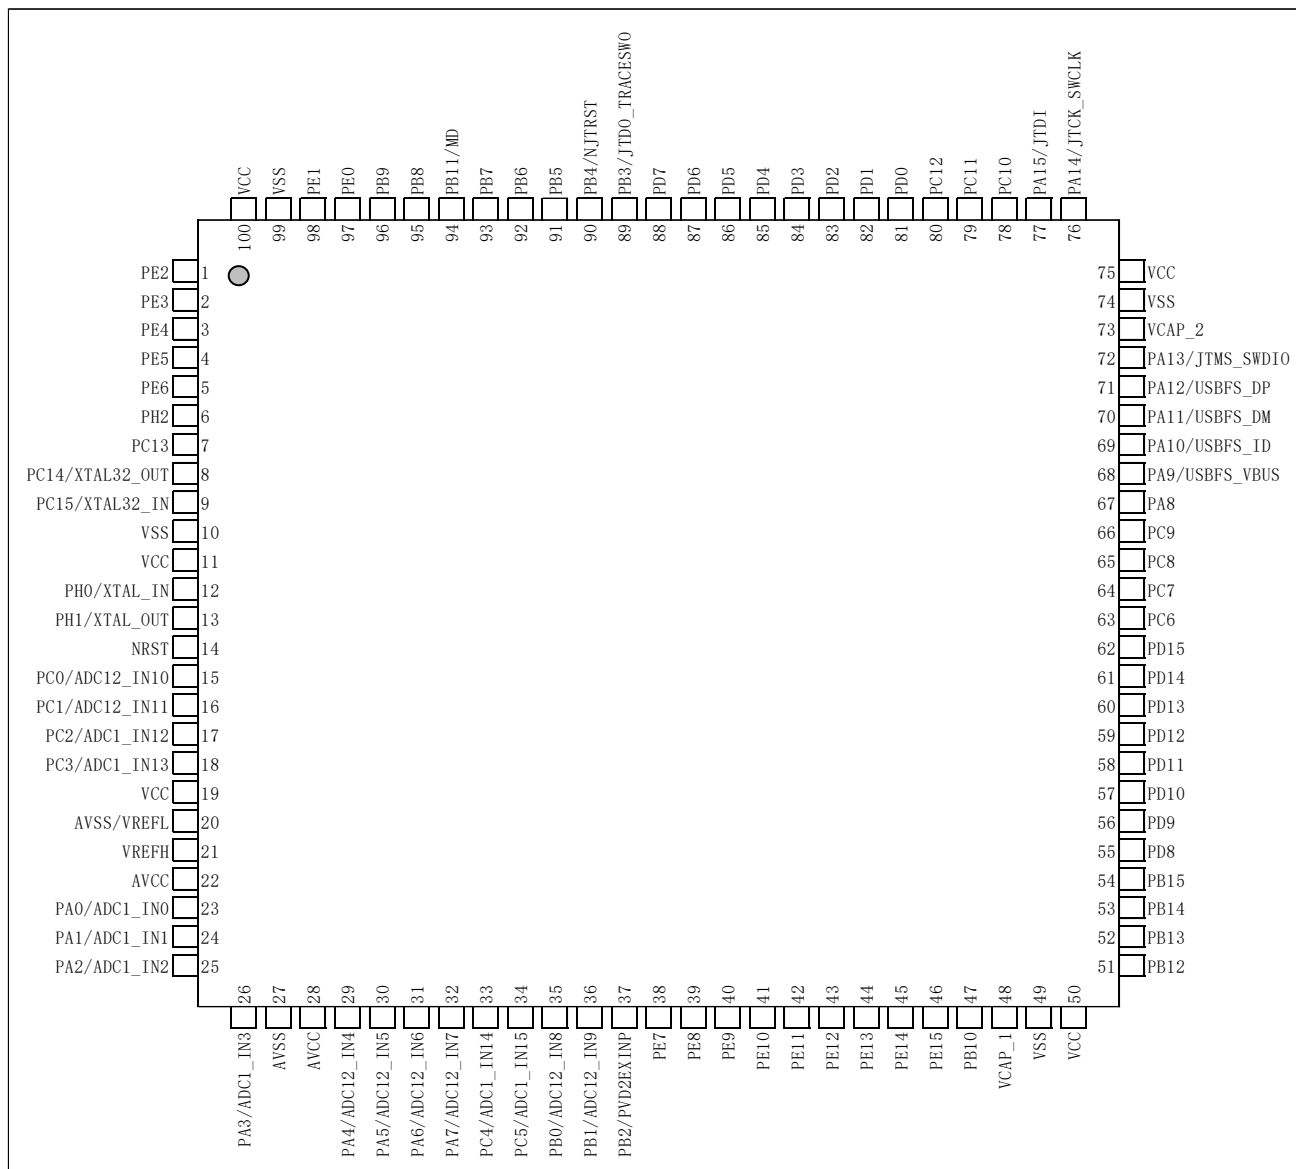 VCC
VSS
PE1
PE0
PB9
PB8
PB11/MD
PB7
PB6
PB5
PB4/NJTRST
PB3/JTDO_TRACESWO
PD7
PD6
PD5
PD4
PD3
PD2
PD1
PD0
PC12
PC11
PC10
PA15/JTDI
PA14/JTCK_SWCLK
100
99
98
97
96
95
94
93
92
91
90
89
88
87
86
85
84
83
82
81
80
79
78
77
76
PE2 1
PE3 2
PE4 3
PE5 4
PE6 5
PH2 6
PC13 7
PC14/XTAL32_OUT 8
PC15/XTAL32_IN 9
VSS 10
VCC 11
PH0/XTAL_IN 12
PH1/XTAL_OUT 13
NRST 14
PC0/ADC12_IN10 15
PC1/ADC12_IN11 16
PC2/ADC1_IN12 17
PC3/ADC1_IN13 18
VCC 19
AVSS/VREFL 20
VREFH 21
AVCC 22
PA0/ADC1_IN0 23
PA1/ADC1_IN1 24
PA2/ADC1_IN2 25
75 VCC
74 VSS
73 VCAP_2
72 PA13/JTMS_SWDIO
71 PA12/USBFS_DP
70 PA11/USBFS_DM
69 PA10/USBFS_ID
68 PA9/USBFS_VBUS
67 PA8
66 PC9
65 PC8
64 PC7
63 PC6
62 PD15
61 PD14
60 PD13
59 PD12
58 PD11
57 PD10
56 PD9
55 PD8
54 PB15
53 PB14
52 PB13
51 PB12
26
27
28
29
30
31
32
33
34
35
36
37
38
39
40
41
42
43
44
45
46
47
48
49
50
PA3/ADC1_IN3
AVSS
AVCC
PA4/ADC12_IN4
PA5/ADC12_IN5
PA6/ADC12_IN6
PA7/ADC12_IN7
PC4/ADC1_IN14
PC5/ADC1_IN15
PB0/ADC12_IN8
PB1/ADC12_IN9
PB2/PVD2EXINP
PE7
PE8
PE9
PE10
PE11
PE12
PE13
PE14
PE15
PB10
VCAP_1
VSS
VCC